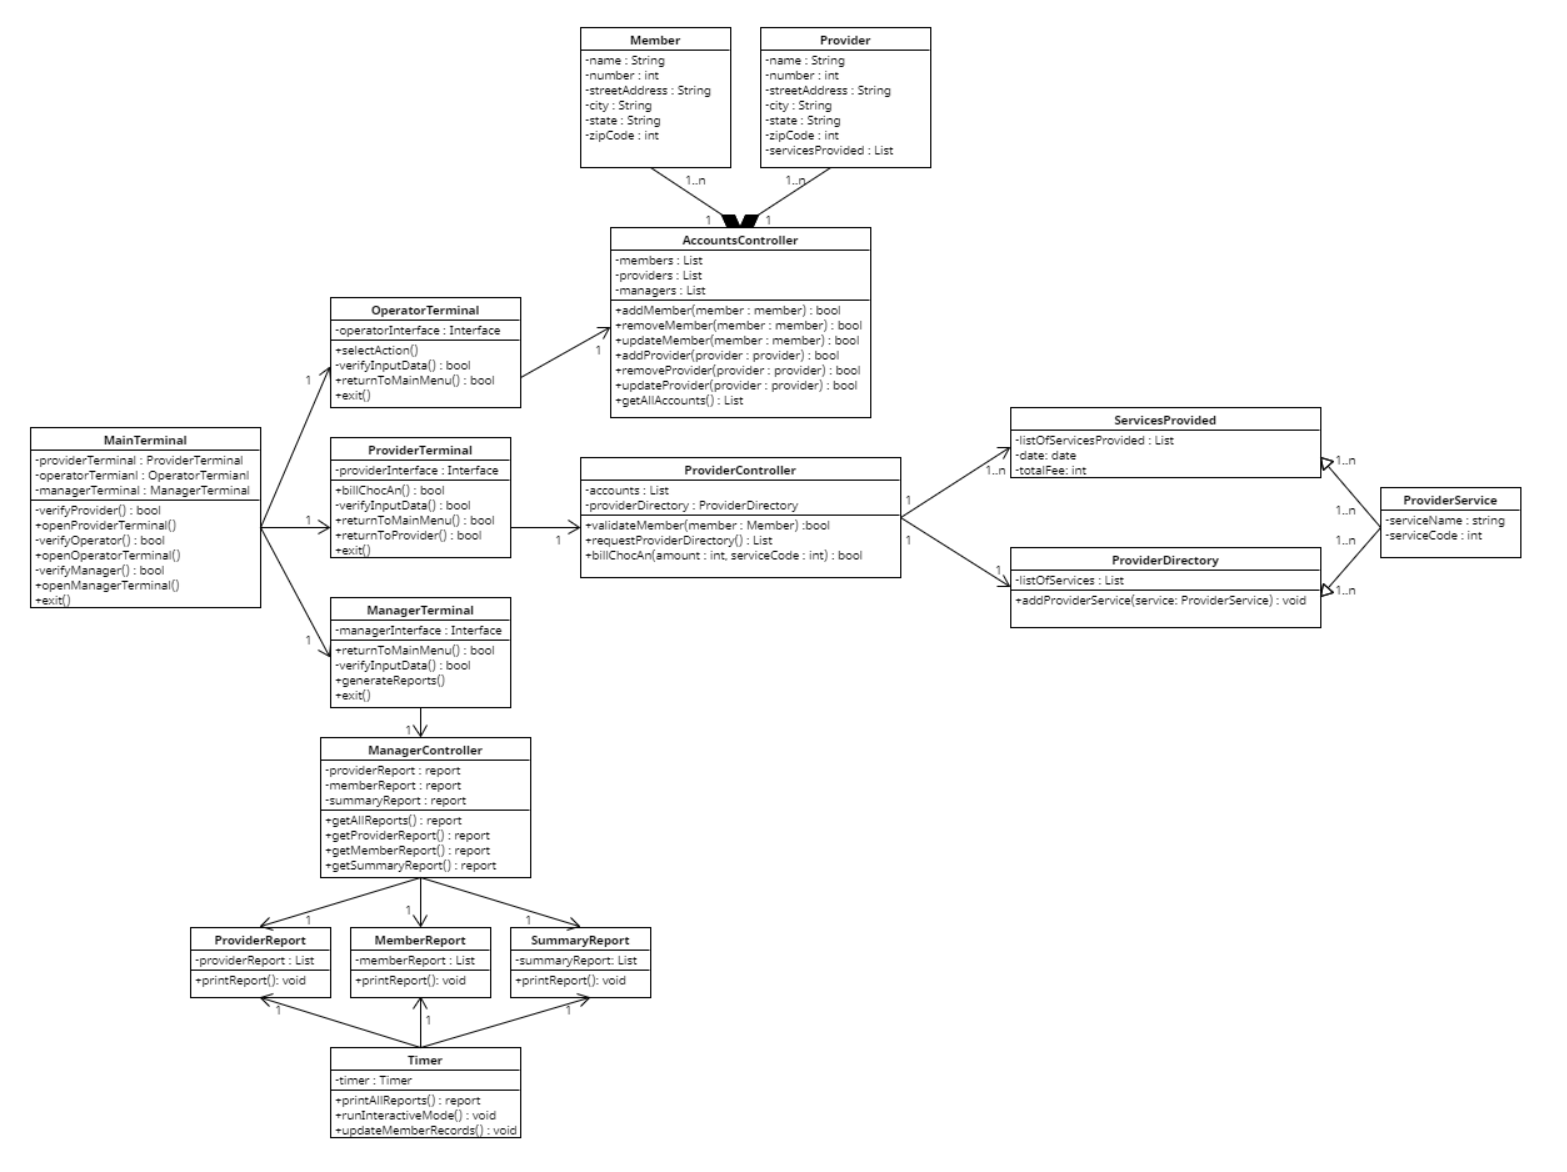 Member
-name : String
-number : int
-streetAddress : String
-city : String
-state : String
-zipCode : int
Provider
-name : String
-number : int
-streetAddress : String
-city : String
-state : String
-zipCode : int
-servicesProvided : List
1..n
1..n
1
1
AccountsController
-members : List
-providers : List
-managers : List
+addMember(member : member) : bool
+removeMember(member : member) : bool
+updateMember(member : member) : bool
+addProvider(provider : provider) : bool
+removeProvider(provider : provider) : bool
+updateProvider(provider : provider) : bool
+getAllAccounts() : List
OperatorTerminal
-operatorInterface : Interface
+selectAction()
-verifyInputData() : bool
+returnToMainMenu() : bool
+exit()
1
1
MainTerminal
-providerTerminal : ProviderTerminal
-operatorTermianl : OperatorTermianl
-managerTerminal : ManagerTerminal
-verifyProvider() : bool
+openProviderTerminal()
-verifyOperator() : bool
+openOperatorTerminal()
-verifyManager() : bool
+openManagerTerminal()
+exit()
1
1
ProviderTerminal
-providerInterface : Interface
+billChocAn() : bool
-verifyInputData() : bool
+returnToMainMenu() : bool
+returnToProvider() : bool
+exit()
1
ProviderController
-accounts : List
-providerDirectory : ProviderDirectory
+validateMember(member : Member) :bool
+requestProviderDirectory() : List
+billChocAn(amount : int, serviceCode : int) : bool
1
1..n
1
1
ServicesProvided
-listOfServicesProvided : List
-date: date
-totalFee: int
1..n
1..n
1..n
1..n
ProviderService
-serviceName : string
-serviceCode : int
ProviderDirectory
-listOfServices : List
+addProviderService(service: ProviderService) : void
ManagerTerminal
-managerInterface : Interface
+returnToMainMenu() : bool
-verifyInputData() : bool
+generateReports()
+exit()
1
ManagerController
-providerReport : report
-memberReport : report
-summaryReport : report
+getAllReports() : report
+getProviderReport() : report
+getMemberReport() : report
+getSummaryReport() : report
1
1
1
ProviderReport
-providerReport : List
+printReport(): void
MemberReport
-memberReport : List
+printReport(): void
SummaryReport
-summaryReport: List
+printReport(): void
1
1
1
Timer
-timer : Timer
+printAllReports() : report
+runInteractiveMode() : void
+updateMemberRecords() : void